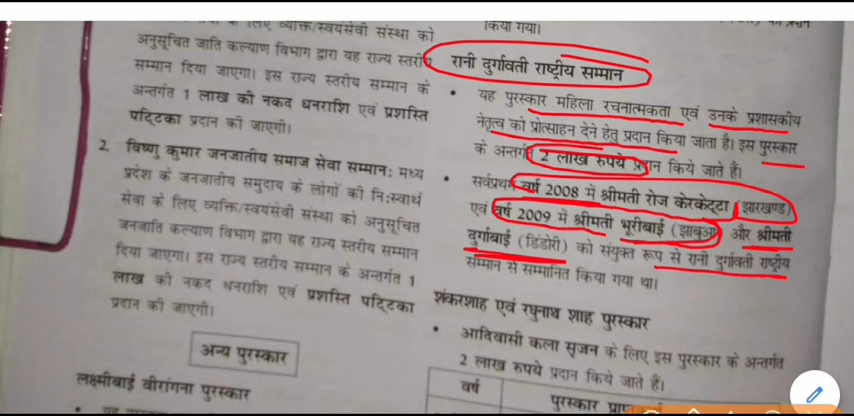 के लिए व्यक्ति/स्वयंसेवी संस्था को
अनुसूचित जाति कल्याण विभाग द्वारा यह राज्य स्तरीय
सम्मान दिया जाएगा। इस राज्य स्तरीय सम्मान के
अन्तर्गत 1 लाख की नकद धनराशि एवं प्रशस्ति
पट्टिका प्रदान की जाएगी।
2. विष्णु कुमार जनजातीय समाज सेवा सम्मान: मध्य
प्रदेश के जनजातीय समुदाय के लोगों की नि:स्वार्थ
सेवा के लिए व्यक्ति/स्वयंसेवी संस्था को अनुसूचित
जनजाति कल्याण विभाग द्वारा यह राज्य स्तरीय सम्मान
दिया जाएगा। इस राज्य स्तरीय सम्मान के अन्तर्गत 1
लाख की नकद धनराशि एवं प्रशस्ति पट्टिका
प्रदान की जाएगी।
अन्य पुरस्कार
लक्ष्मीबाई वीरांगना पुरस्कार
किया गया।
रानी दुर्गावती राष्ट्रीय सम्मान
• यह पुरस्कार महिला रचनात्मकता एवं उनके प्रशासकीय
नेतृत्व को प्रोत्साहन देने हेतु प्रदान किया जाता है। इस पुरस्कार
के अन्तर्गत 2 लाख रुपये प्रदान किये जाते हैं।
• सर्वप्रथम वर्ष 2008 में श्रीमती रोज केरकेट्टा (झारखण्ड)
एवं वर्ष 2009 में श्रीमती भूरीबाई (झाबुआ) और श्रीमती
दुर्गाबाई (डिंडोरी) को संयुक्त रूप से रानी दुर्गावती राष्ट्रीय
सम्मान से सम्मानित किया गया था।
शंकरशाह एवं रघुनाथ शाह पुरस्कार
• आदिवासी कला सृजन के लिए इस पुरस्कार के अन्तर्गत
2 लाख रुपये प्रदान किये जाते हैं।
वर्ष
पुरस्कार